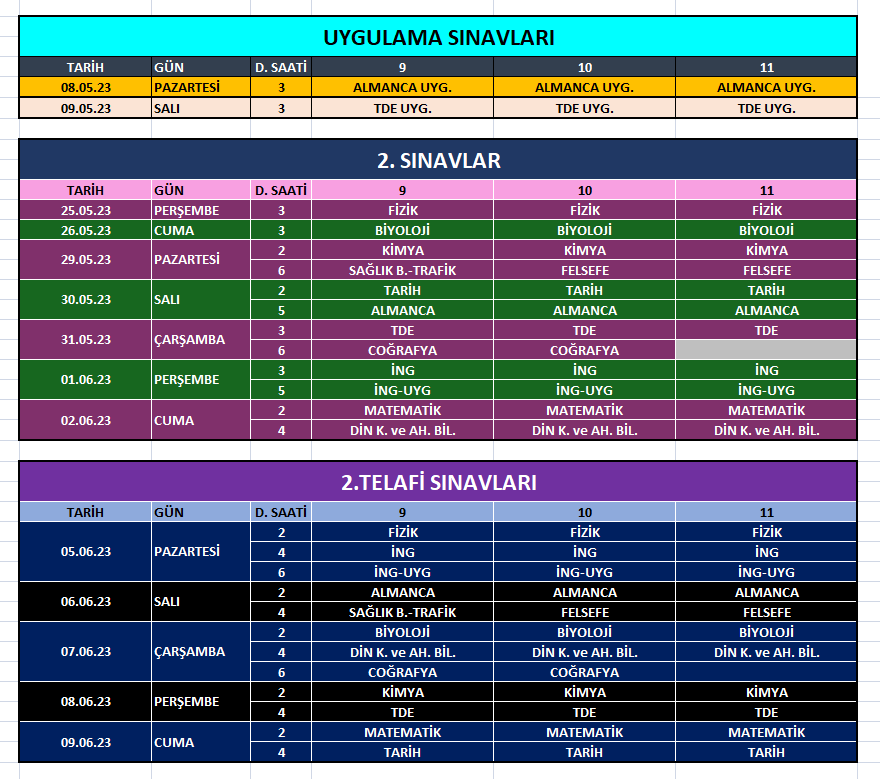 UYGULAMA SINAVLARI
TARİH GÜN D. SAATİ 9 10 11
08.05.23 PAZARTESİ 3 ALMANCA UYG. ALMANCA UYG. ALMANCA UYG.
09.05.23 SALI 3 TDE UYG. TDE UYG. TDE UYG.
2. SINAVLAR
TARİH GÜN D. SAATİ 9 10 11
25.05.23 PERŞEMBE 3 FİZİK FİZİK FİZİK
26.05.23 CUMA 3 BİYOLOJİ BİYOLOJİ BİYOLOJİ
29.05.23 PAZARTESİ 2 KİMYA KİMYA KİMYA
6 SAĞLIK B.-TRAFİK FELSEFE FELSEFE
30.05.23 SALI 2 TARİH TARİH TARİH
5 ALMANCA ALMANCA ALMANCA
31.05.23 ÇARŞAMBA 3 TDE TDE TDE
6 COĞRAFYA COĞRAFYA
01.06.23 PERŞEMBE 3 İNG İNG İNG
5 İNG-UYG İNG-UYG İNG-UYG
02.06.23 CUMA 2 MATEMATİK MATEMATİK MATEMATİK
4 DİN K. ve AH. BİL. DİN K. ve AH. BİL. DİN K. ve AH. BİL.
2.TELAFİ SINAVLARI
TARİH GÜN D. SAATİ 9 10 11
05.06.23 PAZARTESİ 2 FİZİK FİZİK FİZİK
4 İNG İNG İNG
6 İNG-UYG İNG-UYG İNG-UYG
06.06.23 SALI 2 ALMANCA ALMANCA ALMANCA
4 SAĞLIK B.-TRAFİK FELSEFE FELSEFE
07.06.23 ÇARŞAMBA 2 BİYOLOJİ BİYOLOJİ BİYOLOJİ
4 DİN K. ve AH. BİL. DİN K. ve AH. BİL. DİN K. ve AH. BİL.
6 COĞRAFYA COĞRAFYA
08.06.23 PERŞEMBE 2 KİMYA KİMYA KİMYA
4 TDE TDE TDE
09.06.23 CUMA 2 MATEMATİK MATEMATİK MATEMATİK
4 TARİH TARİH TARİH